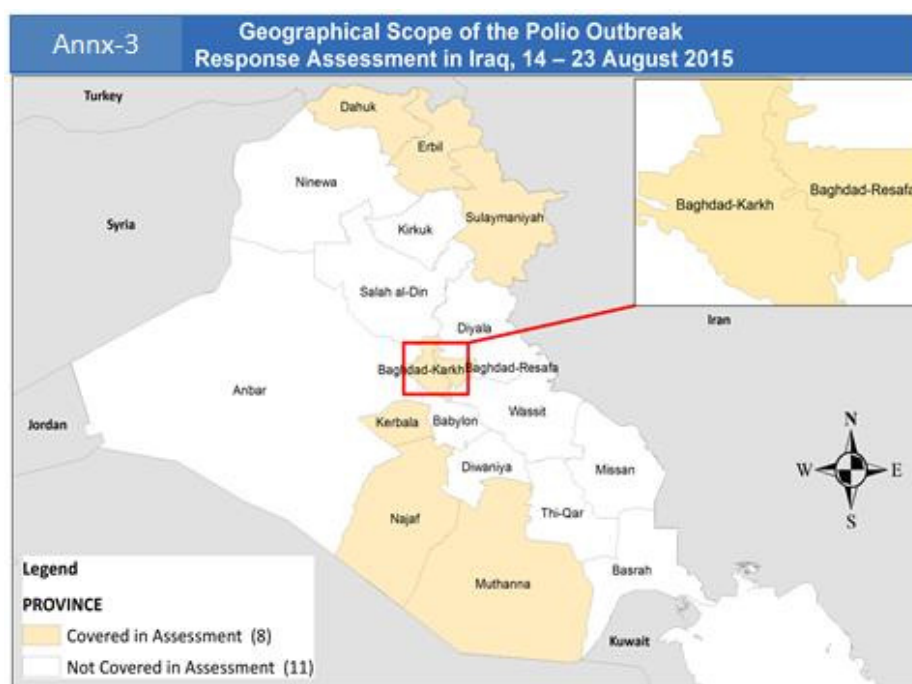 Annx-3
Geographical Scope of the Polio Outbreak
Response Assessment in Iraq, 14 – 23 August 2015
Turkey
Dahuk
Erbil
Ninewa
Sulaymaniyah
Kirkuk
Syria
Salah al-Din
Diyala
Iran
Baghdad-Karkh
Baghdad-Resafa
Baghdad-Karkh
Baghdad-Resafa
Anbar
Jordan
Kerbala
Babylon
Wassit
Diwaniya
Missan
Najaf
Thi-Qar
Muthanna
Basrah
Kuwait
N
W
E
S
Legend
PROVINCE
Covered in Assessment (8)
Not Covered in Assessment (11)